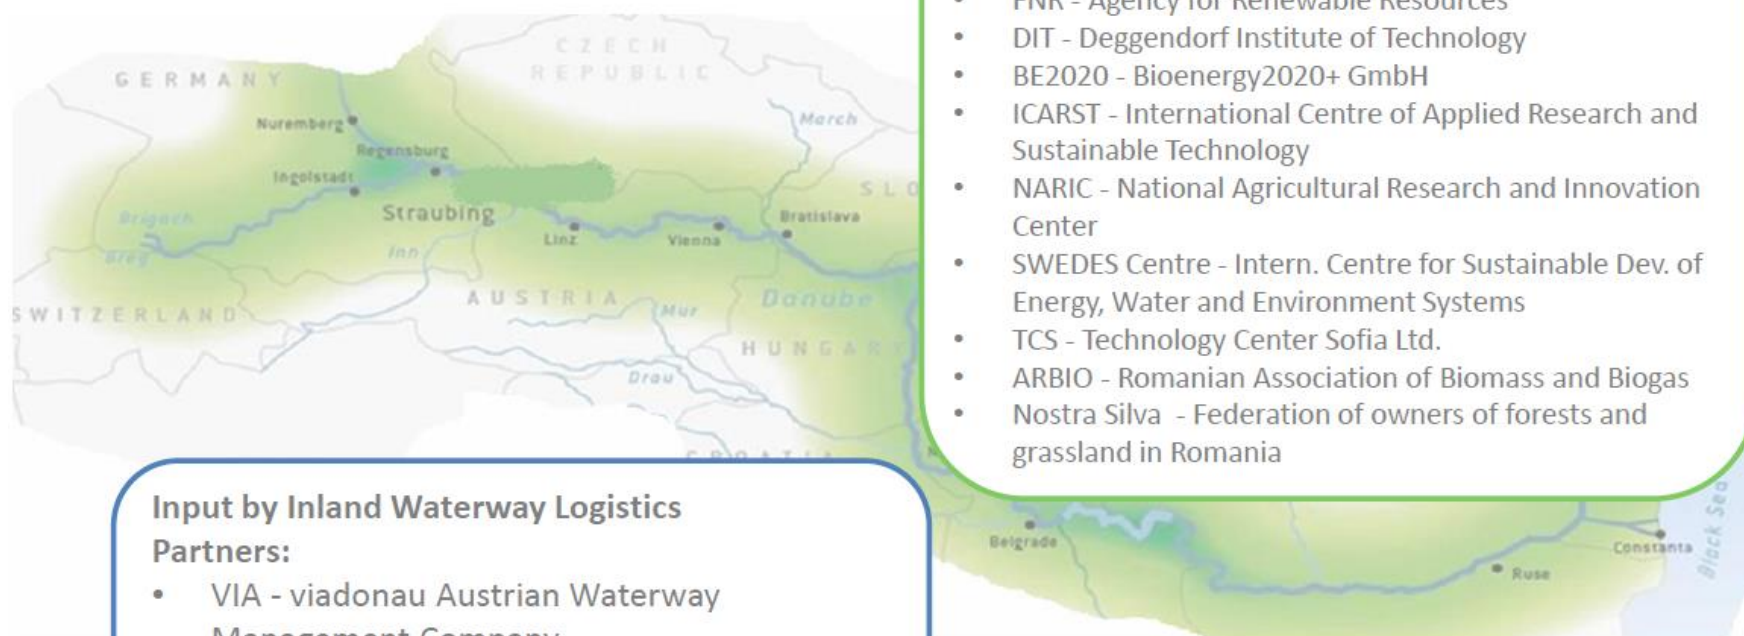 FNR - Agency for Renewable Resources
• DIT - Deggendorf Institute of Technology
• BE2020 - Bioenergy2020+ GmbH
• ICARST - International Centre of Applied Research and
Sustainable Technology
• NARIC - National Agricultural Research and Innovation
Center
• SWEDES Centre - Intern. Centre for Sustainable Dev. of
Energy, Water and Environment Systems
• TCS - Technology Center Sofia Ltd.
• ARBIO - Romanian Association of Biomass and Biogas
• Nostra Silva - Federation of owners of forests and
grassland in Romania
CZECH
REPUBLIC
GERMANY
March
Nuremberg
Regensburg
Ingolstadt
SLO
Straubing
Brigach
Bratislava
Linz
Vienna
Breg
Inn
AUSTRIA
Danube
Mur
SWITZERLAND
HUNGARY
Drau
CROATIA
Input by Inland Waterway Logistics
Partners:
• VIA - viadonau Austrian Waterway
Management Company
Belgrade
Constanta
Ruse
Black Sea